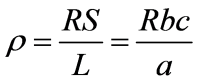 ρ = RS/L = Rbc/a